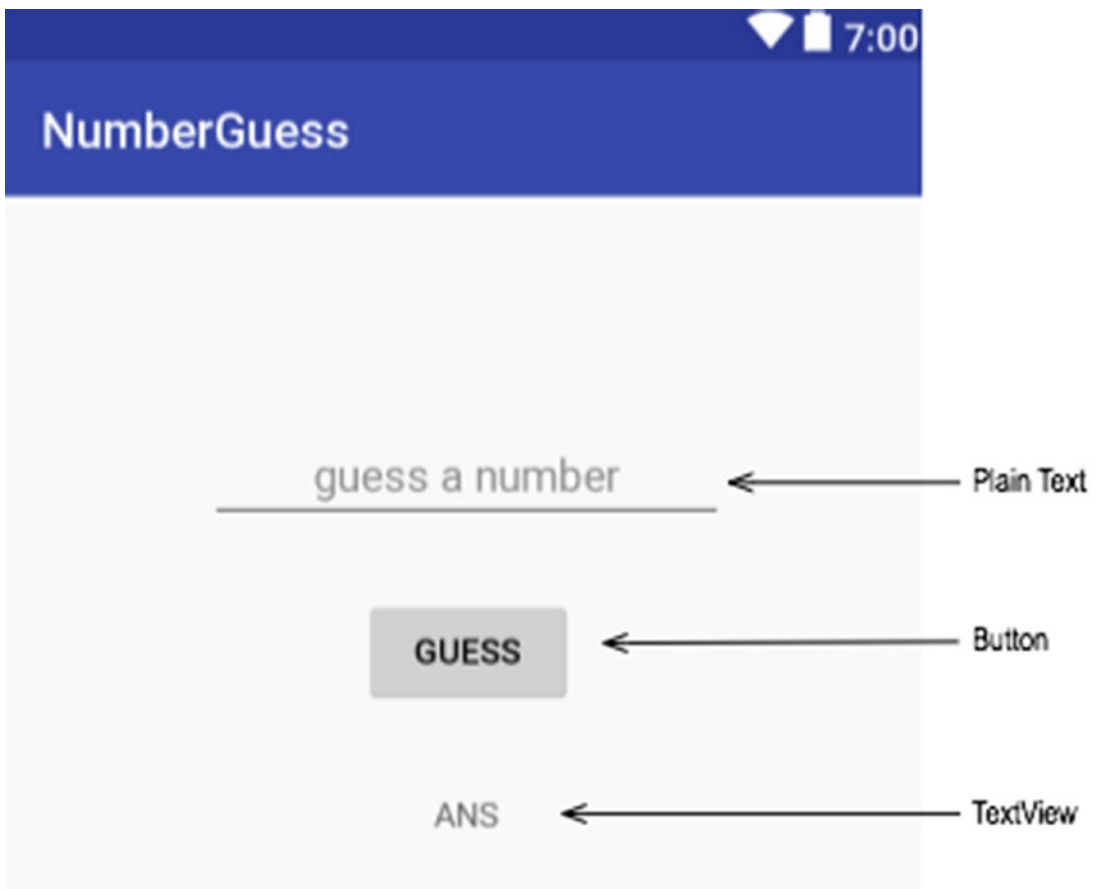 7:00
NumberGuess
guess a number
Plain Text
GUESS
Button
ANS
TextView